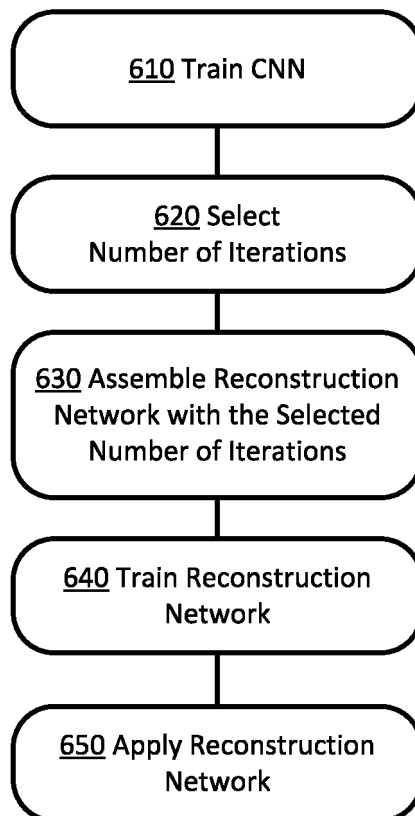 610 Train CNN
620 Select
Number of Iterations
630 Assemble Reconstruction
Network with the Selected
Number of Iterations
640 Train Reconstruction
Network
650 Apply Reconstruction
Network